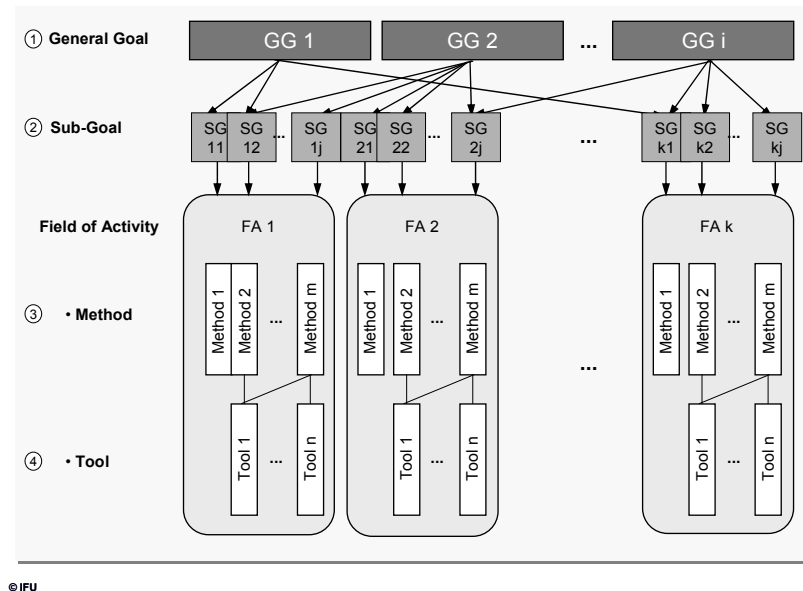 ① General Goal
GG 1
GG 2
...
GG i
② Sub-Goal
SG 11
SG 12
...
SG 1j
SG 21
SG 22
...
SG 2j
...
SG k1
SG k2
...
SG kj
Field of Activity
FA 1
FA 2
FA k
③ • Method
Method 1
Method 2
...
Method m
Method 1
Method 2
...
Method m
...
Method 1
Method 2
...
Method m
④ • Tool
Tool 1
...
Tool n
Tool 1
...
Tool n
Tool 1
...
Tool n
© IFU